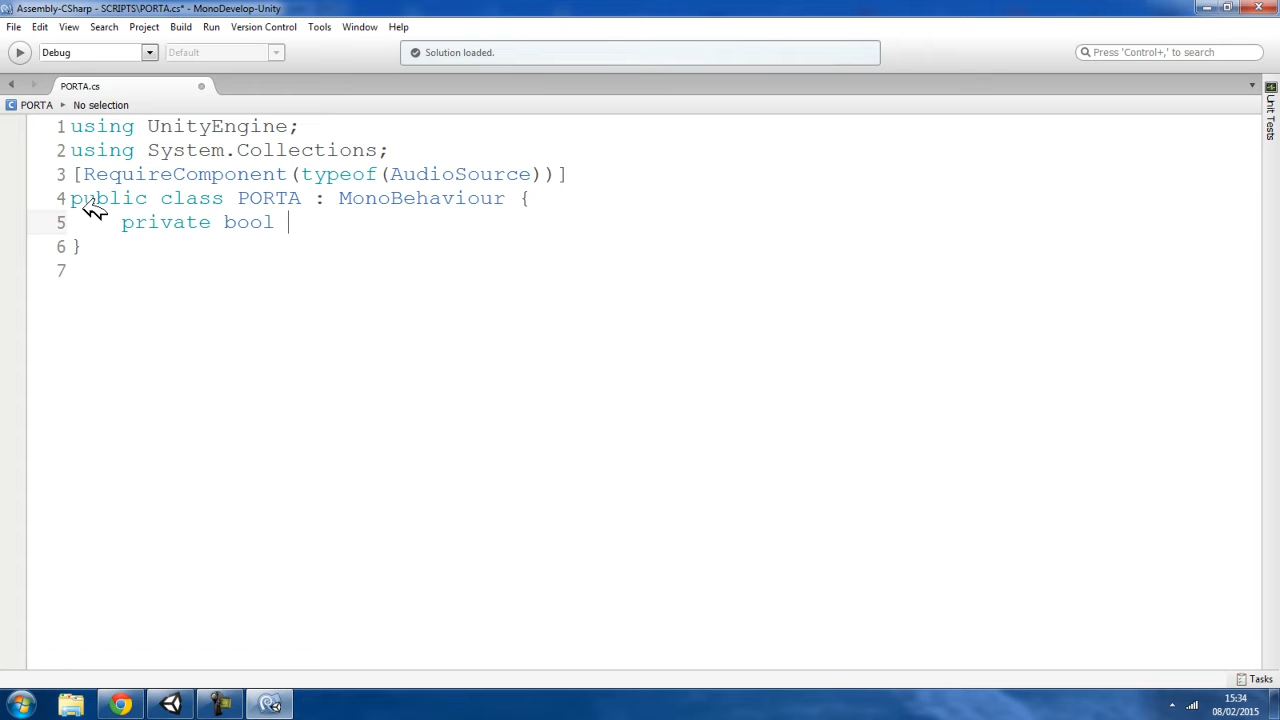 Assembly-CSharp - SCRIPTS\PORTA.cs* - MonoDevelop-Unity
File Edit View Search Project Build Run Version Control Tools Window Help
Debug Default Solution loaded. Press 'Control+,' to search
PORTA.cs
PORTA No selection
Unit Tests
1 using UnityEngine;
2 using System.Collections;
3 [RequireComponent(typeof(AudioSource))]
4 public class PORTA : MonoBehaviour {
5 private bool
6 }
7
Tasks
15:34
08/02/2015